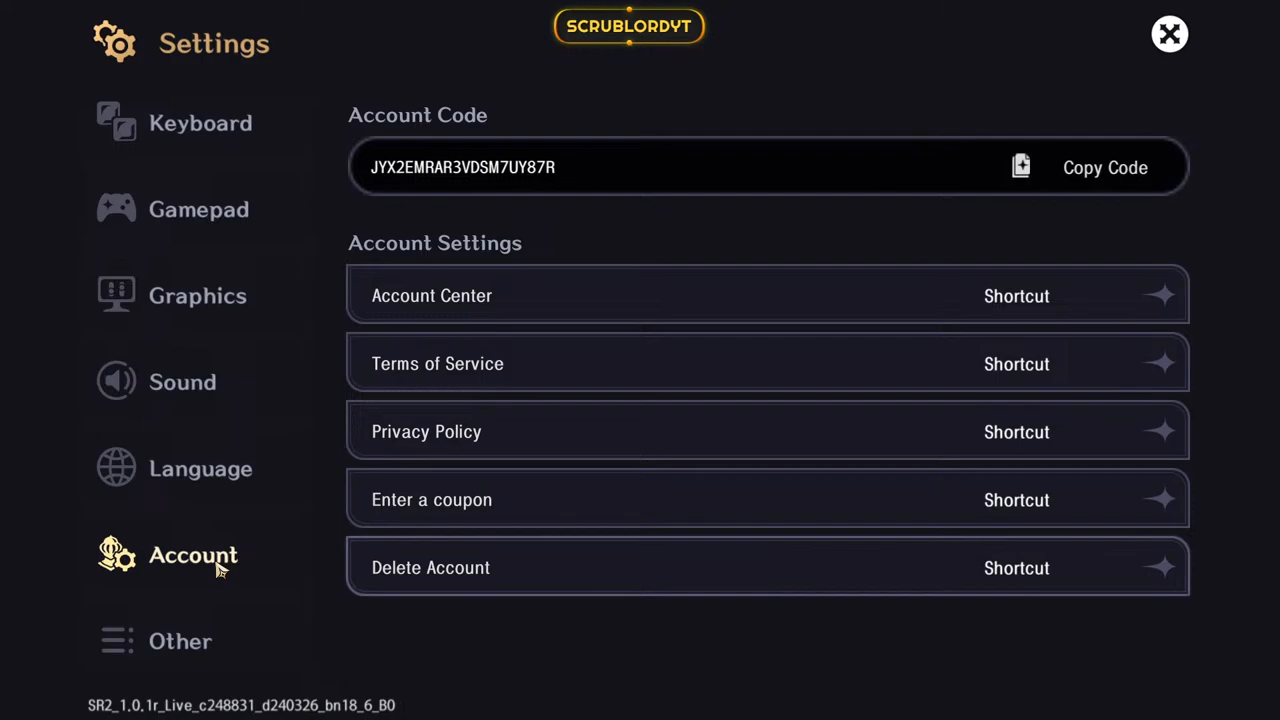 Settings
SCRUBLORDYT
Keyboard
Gamepad
Graphics
Sound
Language
Account
Other
Account Code
JYX2EMRAR3VDSM7UY87R
Copy Code
Account Settings
Account Center Shortcut
Terms of Service Shortcut
Privacy Policy Shortcut
Enter a coupon Shortcut
Delete Account Shortcut
SR2_1.0.1r_Live_c248831_d240326_bn18_6_B0